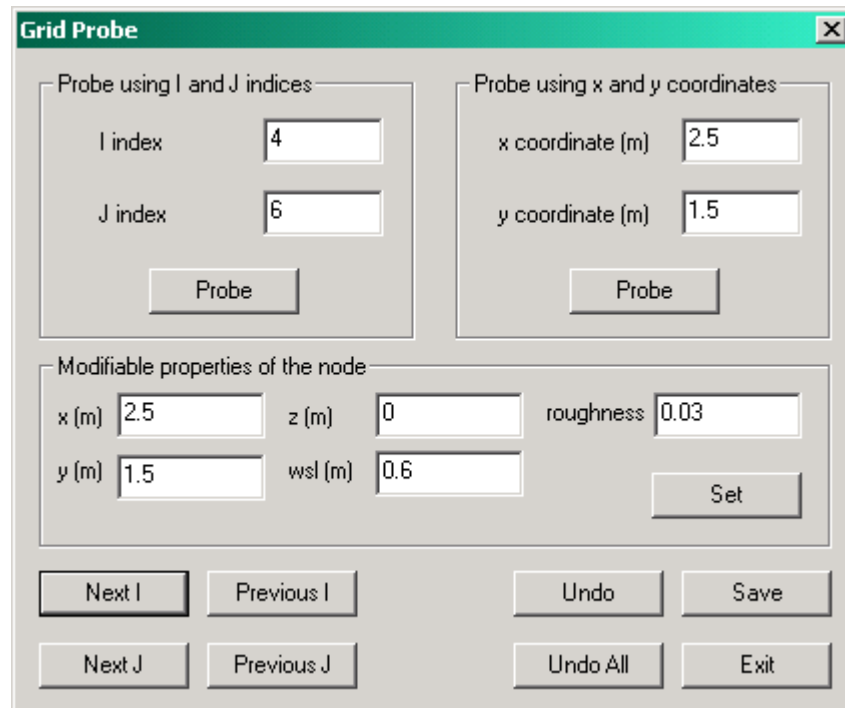 Grid Probe
Probe using I and J indices
I index 4
J index 6
Probe
Probe using x and y coordinates
x coordinate (m) 2.5
y coordinate (m) 1.5
Probe
Modifiable properties of the node
x (m) 2.5 z (m) 0 roughness 0.03
y (m) 1.5 wsl (m) 0.6
Set
Next I Previous I Undo Save
Next J Previous J Undo All Exit